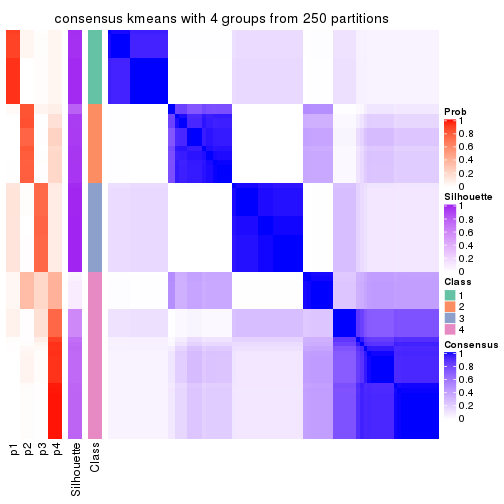 consensus kmeans with 4 groups from 250 partitions
Prob
1
0.8
0.6
0.4
0.2
0
Silhouette
1
0.8
0.6
0.4
0.2
0
Class
1
2
3
4
Consensus
1
0.8
0.6
0.4
0.2
0
p1
p2
p3
p4
Silhouette
Class